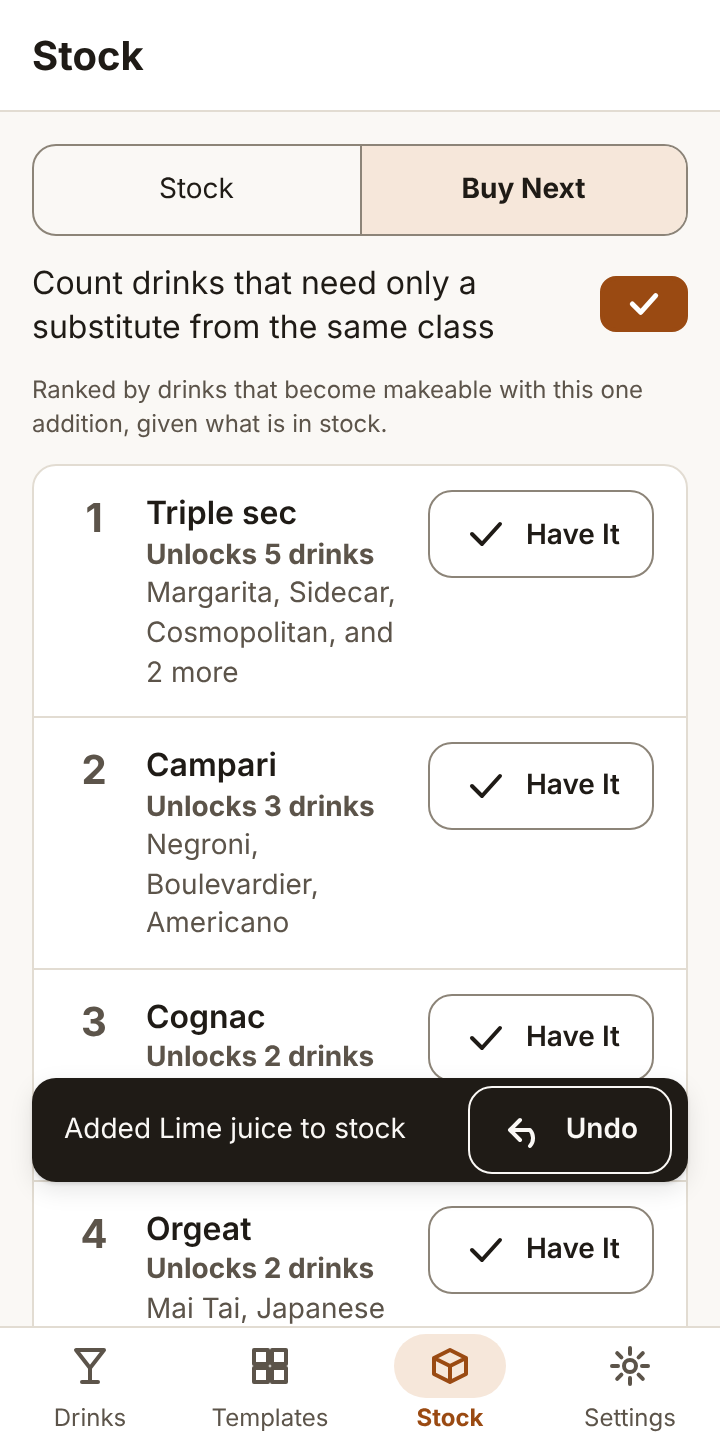 Stock
Stock
Buy Next
Count drinks that need only a
substitute from the same class
Ranked by drinks that become makeable with this one
addition, given what is in stock.
1
Triple sec
Have It
Unlocks 5 drinks
Margarita, Sidecar,
Cosmopolitan, and
2 more
2
Campari
Have It
Unlocks 3 drinks
Negroni,
Boulevardier,
Americano
3
Cognac
Have It
Unlocks 2 drinks
Added Lime juice to stock
Undo
4
Orgeat
Have It
Unlocks 2 drinks
Mai Tai, Japanese
Drinks
Templates
Stock
Settings